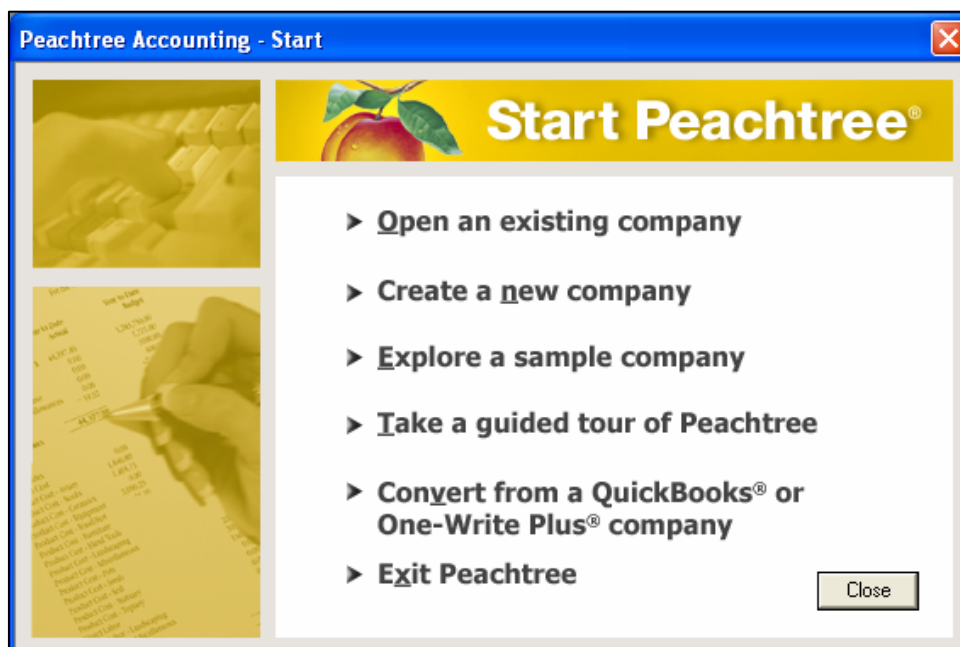 Peachtree Accounting - Start
Start Peachtree®
Open an existing company
Create a new company
Explore a sample company
Take a guided tour of Peachtree
Convert from a QuickBooks® or
One-Write Plus® company
Exit Peachtree
Close